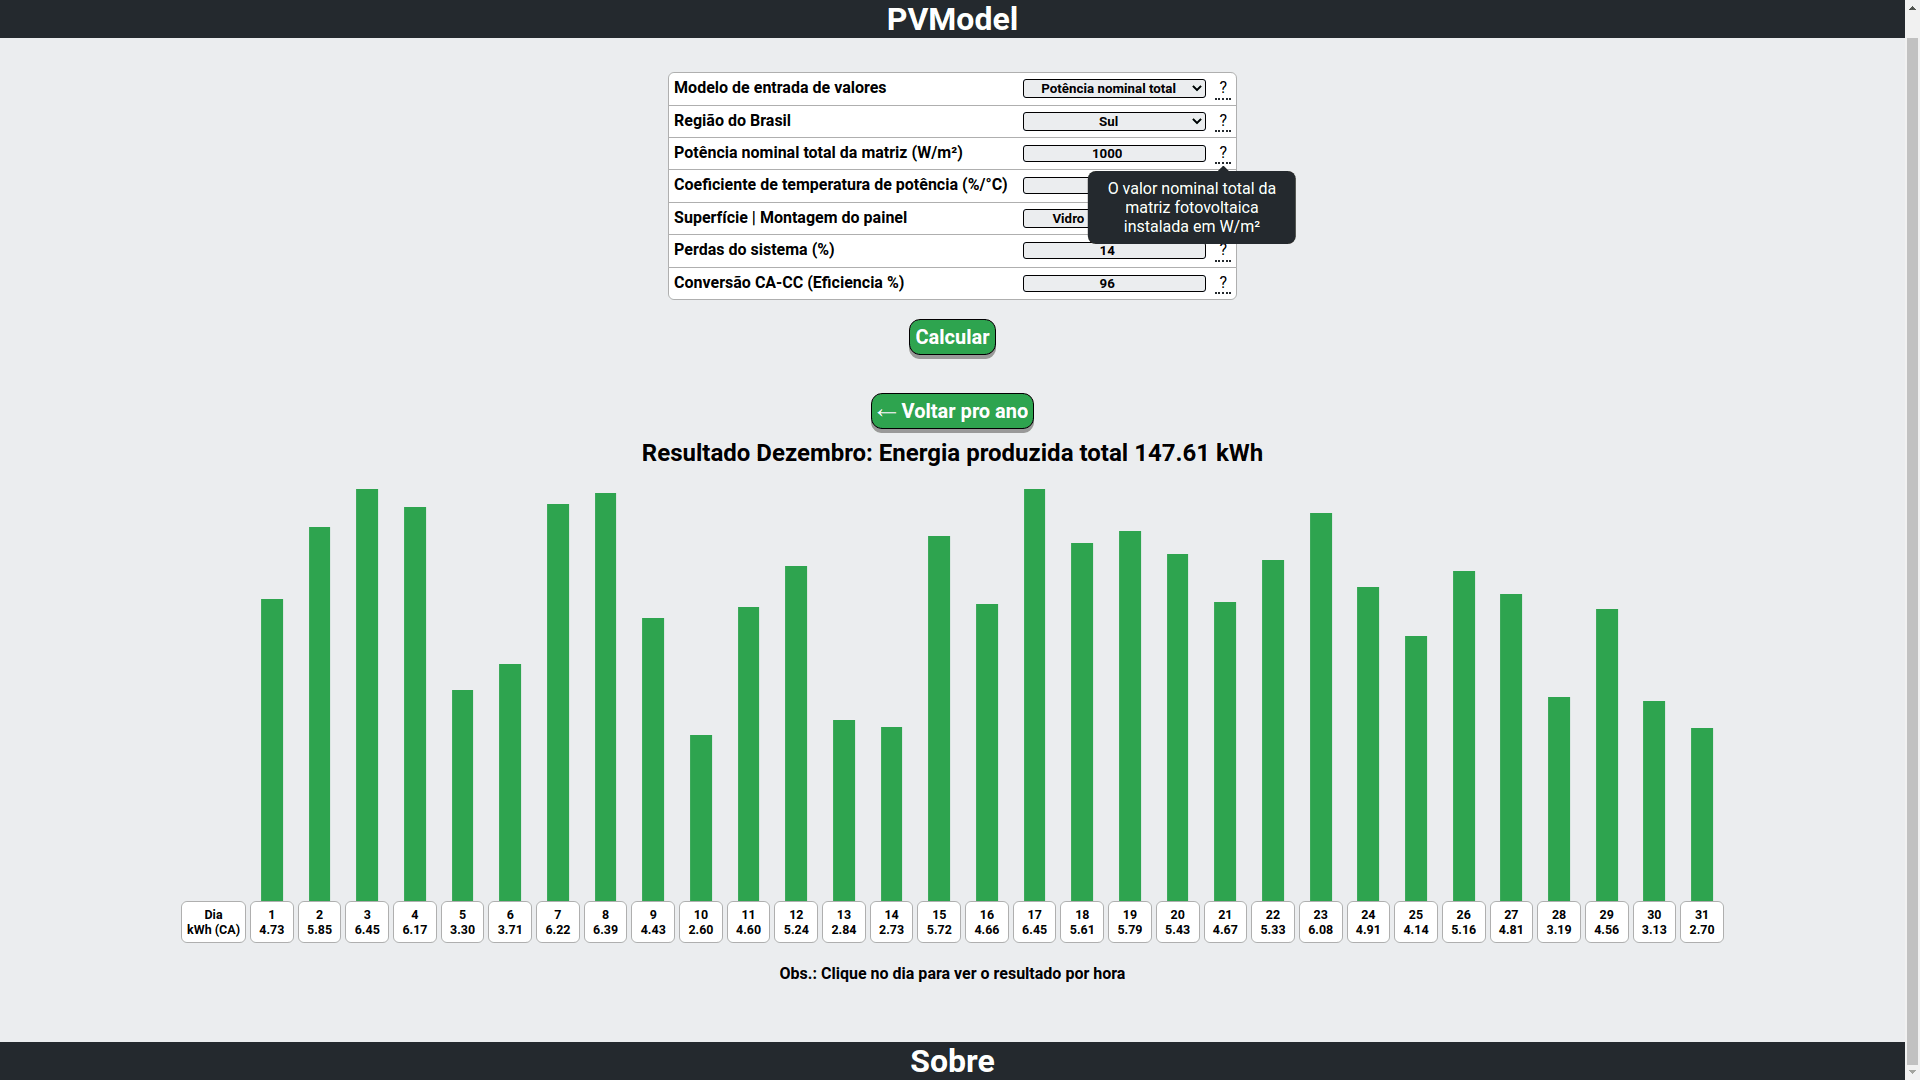 PVModel
Modelo de entrada de valores Potência nominal total ?
Região do Brasil Sul ?
Potência nominal total da matriz (W/m²) 1000 ?
Coeficiente de temperatura de potência (%/°C)
O valor nominal total da
matriz fotovoltaica
instalada em W/m²
Superfície | Montagem do painel Vidro
Perdas do sistema (%) 14 ?
Conversão CA-CC (Eficiencia %) 96 ?
Calcular
← Voltar pro ano
Resultado Dezembro: Energia produzida total 147.61 kWh
Dia 1 2 3 4 5 6 7 8 9 10 11 12 13 14 15 16 17 18 19 20 21 22 23 24 25 26 27 28 29 30 31
kWh (CA) 4.73 5.85 6.45 6.17 3.30 3.71 6.22 6.39 4.43 2.60 4.60 5.24 2.84 2.73 5.72 4.66 6.45 5.61 5.79 5.43 4.67 5.33 6.08 4.91 4.14 5.16 4.81 3.19 4.56 3.13 2.70
Obs.: Clique no dia para ver o resultado por hora
Sobre